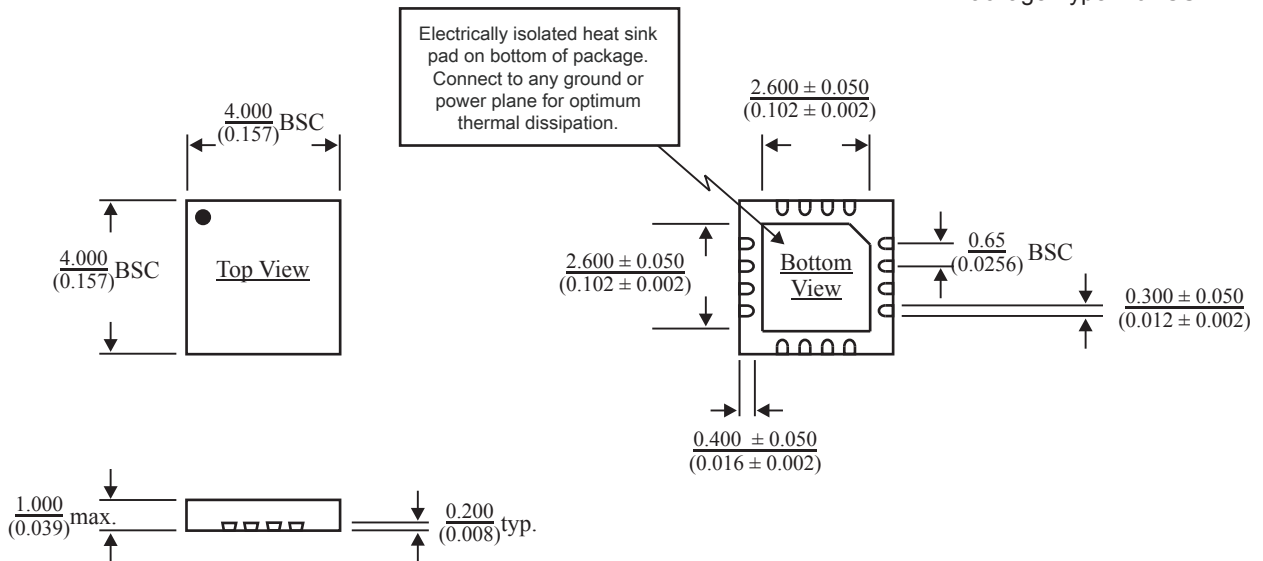 Electrically isolated heat sink
pad on bottom of package.
Connect to any ground or
power plane for optimum
thermal dissipation.
4.000
(0.157) BSC
2.600 ± 0.050
(0.102 ± 0.002)
4.000
(0.157) BSC
Top View
2.600 ± 0.050
(0.102 ± 0.002)
Bottom
View
0.65
(0.0256) BSC
0.300 ± 0.050
(0.012 ± 0.002)
0.400 ± 0.050
(0.016 ± 0.002)
1.000
(0.039) max.
0.200
(0.008) typ.